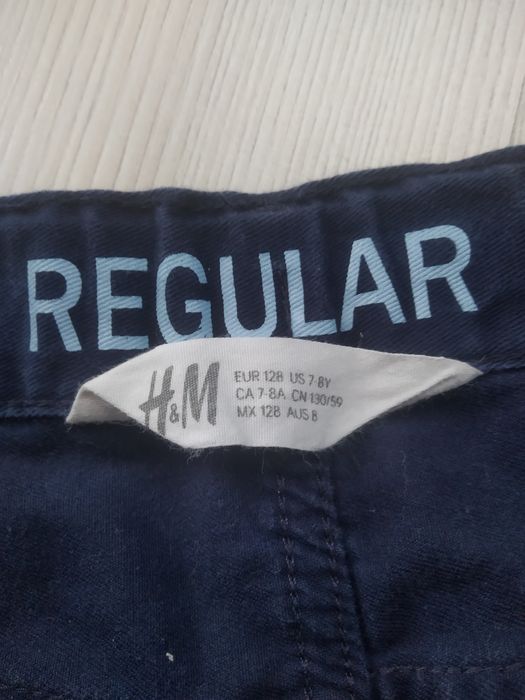 REGULAR
H&M
EUR 128 US 7-8Y
CA 7-8A CN 130/59
MX 128 AUS 8